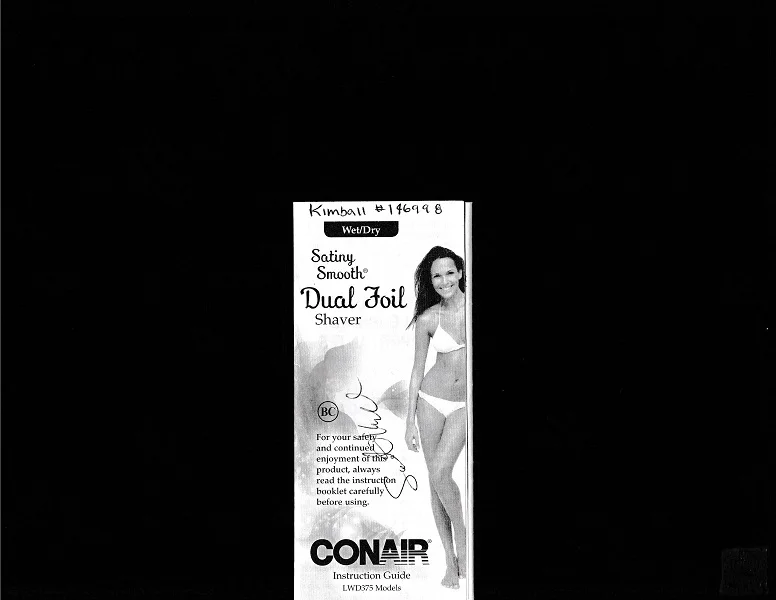 Kimball #146998
Wet/Dry
Satiny
Smooth®
Dual Foil
Shaver
BC
For your safety
and continued
enjoyment of this
product, always
read the instruction
booklet carefully
before using.
CONAIR®
Instruction Guide
LWD375 Models